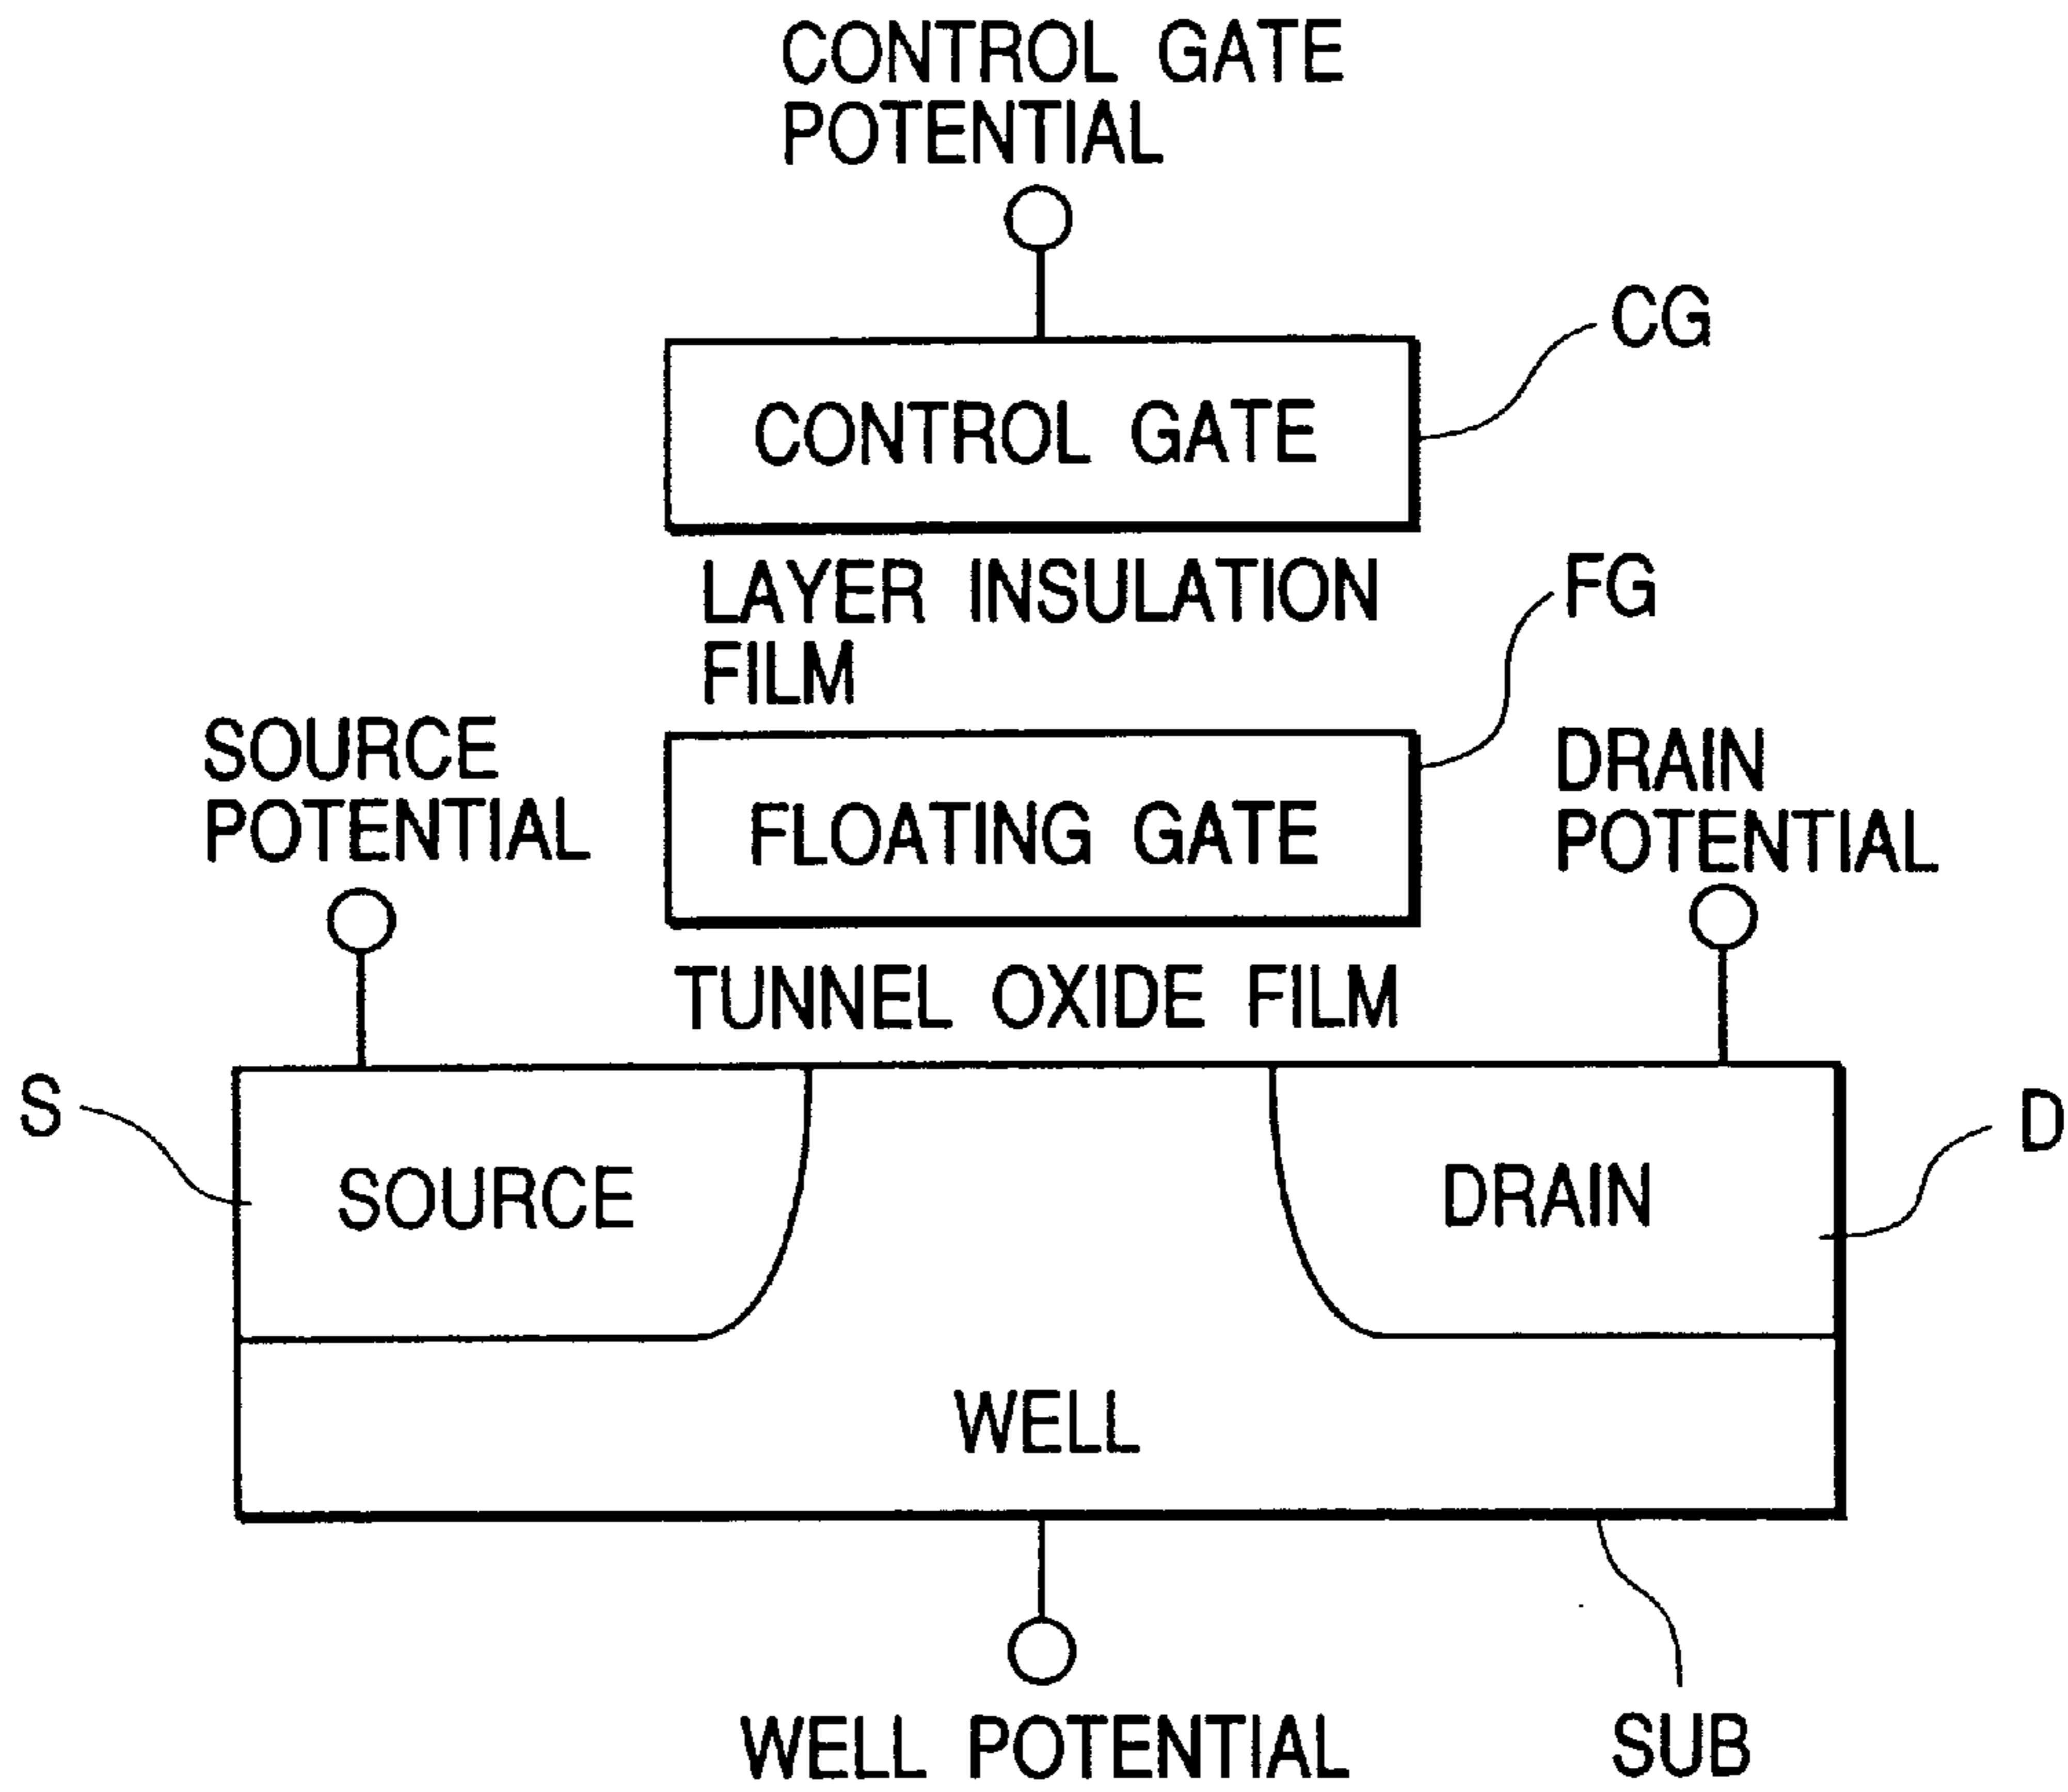 CONTROL GATE
POTENTIAL
CG
CONTROL GATE
LAYER INSULATION
FILM
FG
SOURCE
POTENTIAL
DRAIN
POTENTIAL
FLOATING GATE
TUNNEL OXIDE FILM
S
D
SOURCE
DRAIN
WELL
WELL POTENTIAL
SUB